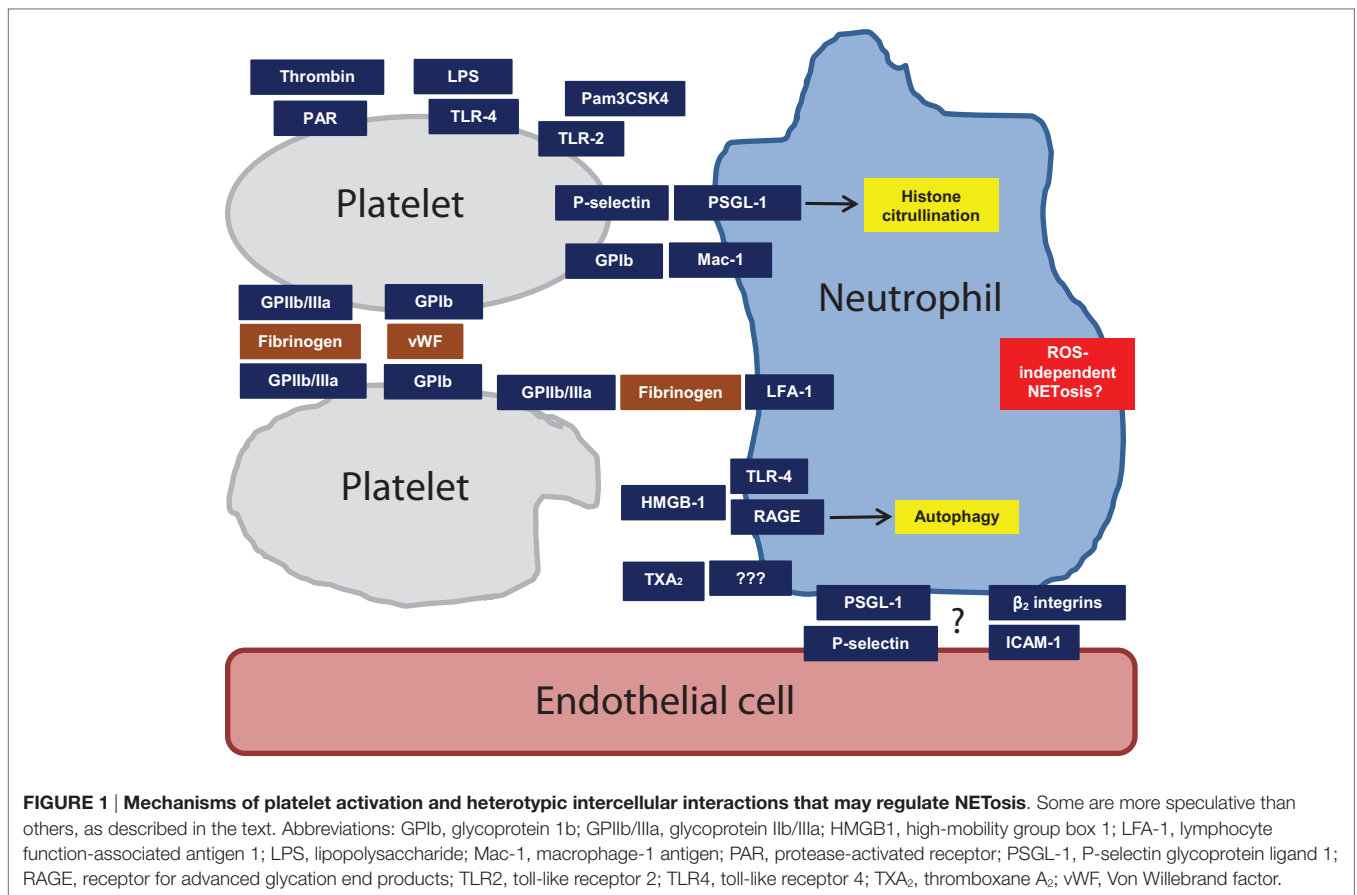 Thrombin
LPS
Pam3CSK4
PAR
TLR-4
TLR-2
Platelet
P-selectin
PSGL-1
Histone
citrullination
GPIb
Mac-1
Neutrophil
GPIIb/IIIa
GPIb
Fibrinogen
vWF
GPIIb/IIIa
GPIb
GPIIb/IIIa
Fibrinogen
LFA-1
ROS-
independent
NETosis?
Platelet
TLR-4
HMGB-1
RAGE
Autophagy
TXA₂
???
PSGL-1
?
β₂ integrins
P-selectin
ICAM-1
Endothelial cell
FIGURE 1 | Mechanisms of platelet activation and heterotypic intercellular interactions that may regulate NETosis. Some are more speculative than
others, as described in the text. Abbreviations: GPIb, glycoprotein 1b; GPIIb/IIIa, glycoprotein IIb/IIIa; HMGB1, high-mobility group box 1; LFA-1, lymphocyte
function-associated antigen 1; LPS, lipopolysaccharide; Mac-1, macrophage-1 antigen; PAR, protease-activated receptor; PSGL-1, P-selectin glycoprotein ligand 1;
RAGE, receptor for advanced glycation end products; TLR2, toll-like receptor 2; TLR4, toll-like receptor 4; TXA₂, thromboxane A₂; vWF, Von Willebrand factor.